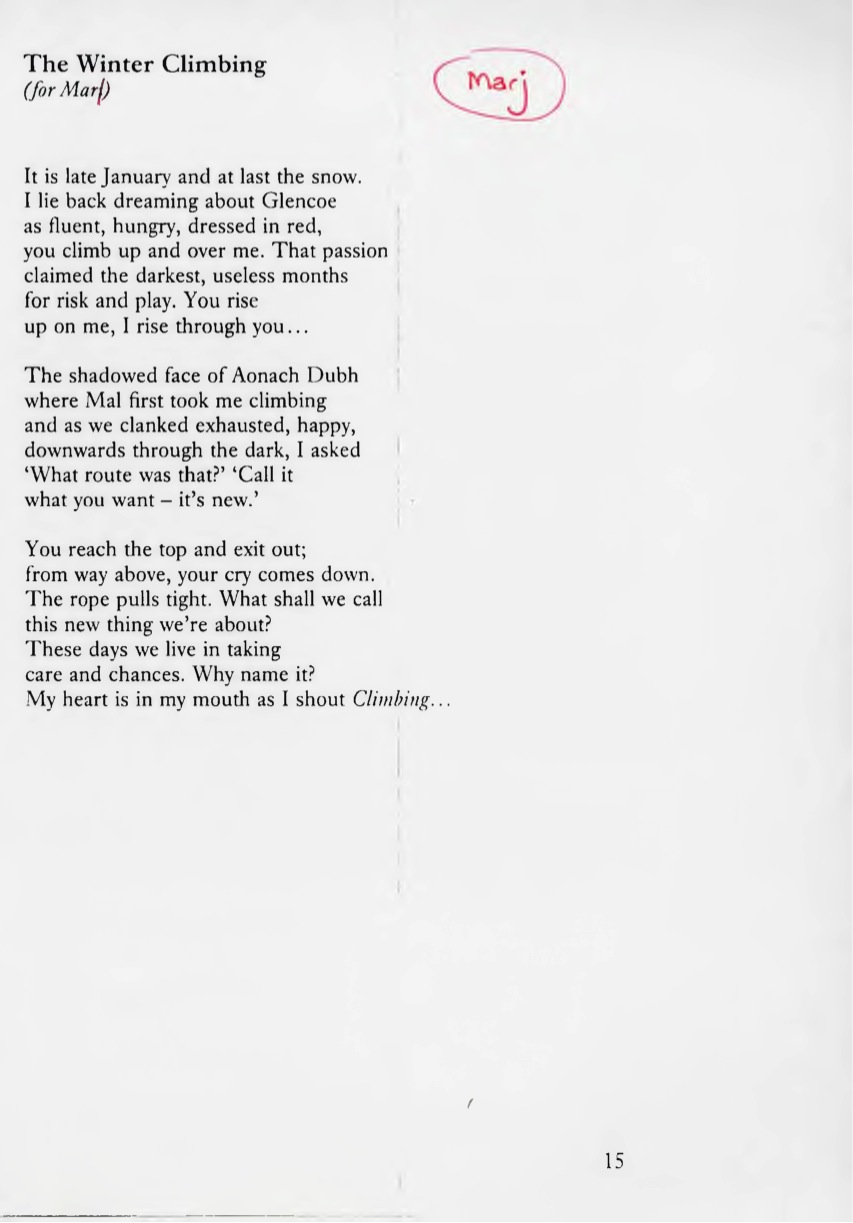 The Winter Climbing
(for Marj)
Marj
It is late January and at last the snow.
I lie back dreaming about Glencoe
as fluent, hungry, dressed in red,
you climb up and over me. That passion
claimed the darkest, useless months
for risk and play. You rise
up on me, I rise through you...
The shadowed face of Aonach Dubh
where Mal first took me climbing
and as we clanked exhausted, happy,
downwards through the dark, I asked
‘What route was that?’ ‘Call it
what you want – it's new.’
You reach the top and exit out;
from way above, your cry comes down.
The rope pulls tight. What shall we call
this new thing we're about?
These days we live in taking
care and chances. Why name it?
My heart is in my mouth as I shout Climbing...
15